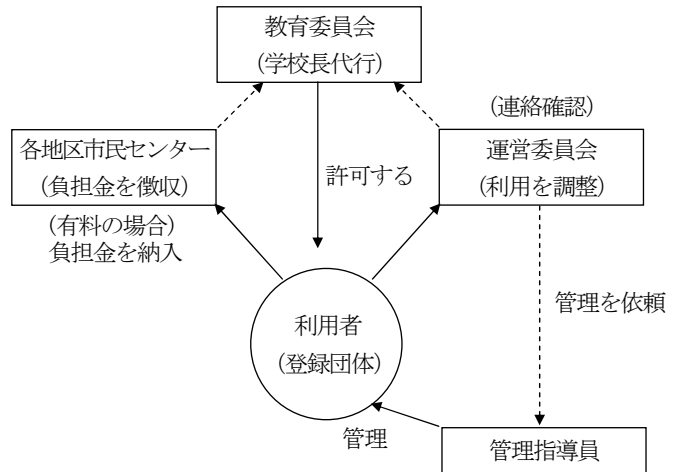 教育委員会
(学校長代行)
(連絡確認)
各地区市民センター
(負担金を徴収)
運営委員会
(利用を調整)
許可する
(有料の場合)
負担金を納入
管理を依頼
利用者
(登録団体)
管理
管理指導員